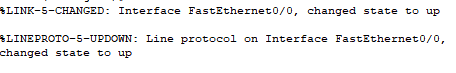 %LINK-5-CHANGED: Interface FastEthernet0/0, changed state to up
%LINEPROTO-5-UPDOWN: Line protocol on Interface FastEthernet0/0,
changed state to up